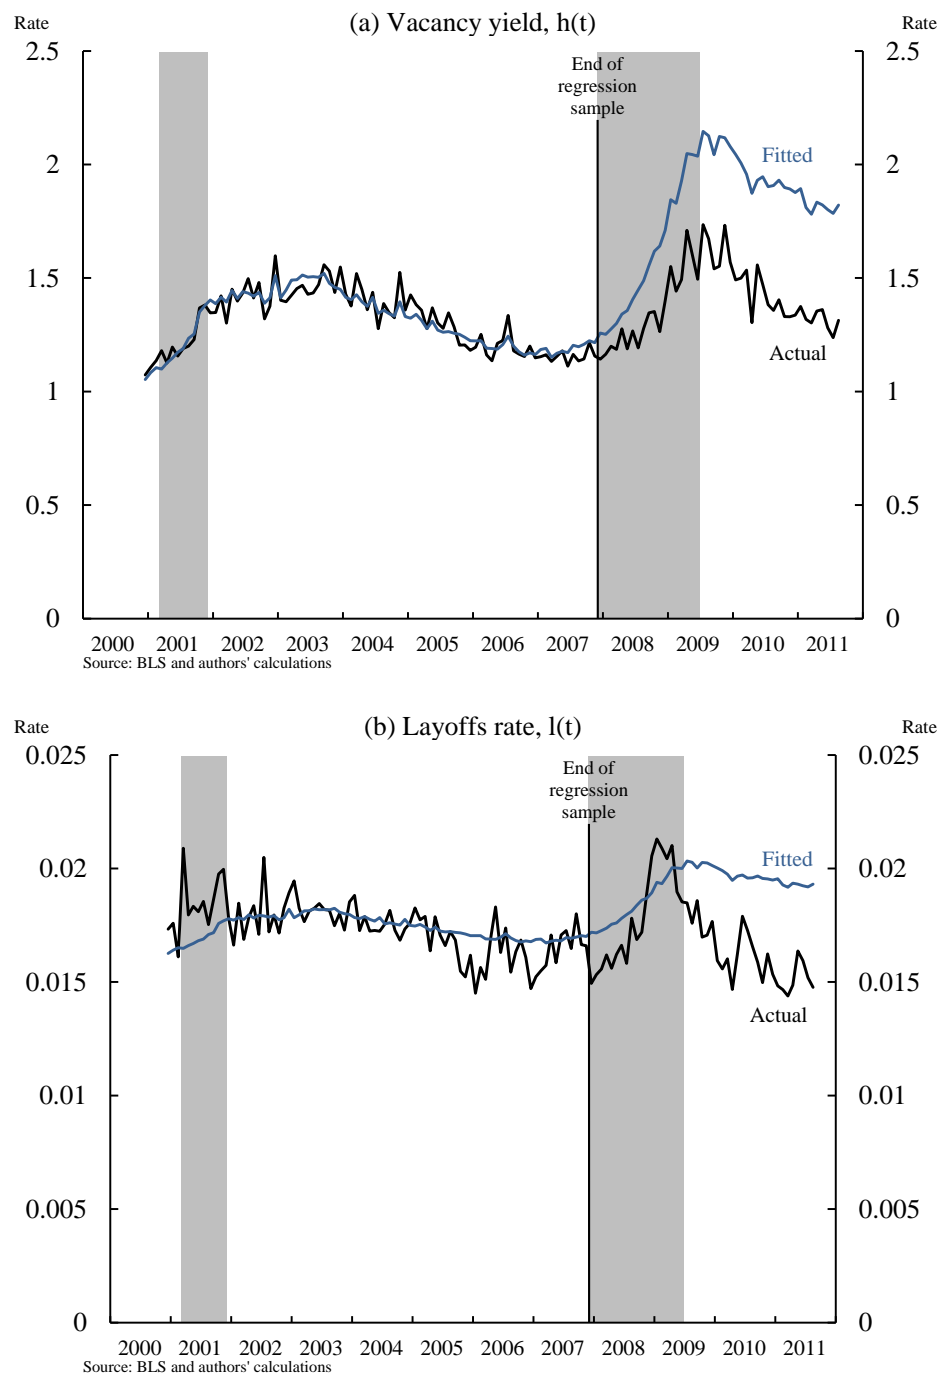 (a) Vacancy yield, h(t)
Rate Rate
2.5 2.5
End of
regression
sample
Fitted
2 2
1.5 1.5
Actual
1 1
0.5 0.5
0 0
2000 2001 2002 2003 2004 2005 2006 2007 2008 2009 2010 2011
Source: BLS and authors' calculations
(b) Layoffs rate, l(t)
Rate Rate
0.025 0.025
End of
regression
sample
Fitted
0.02 0.02
0.015 0.015
Actual
0.01 0.01
0.005 0.005
0 0
2000 2001 2002 2003 2004 2005 2006 2007 2008 2009 2010 2011
Source: BLS and authors' calculations